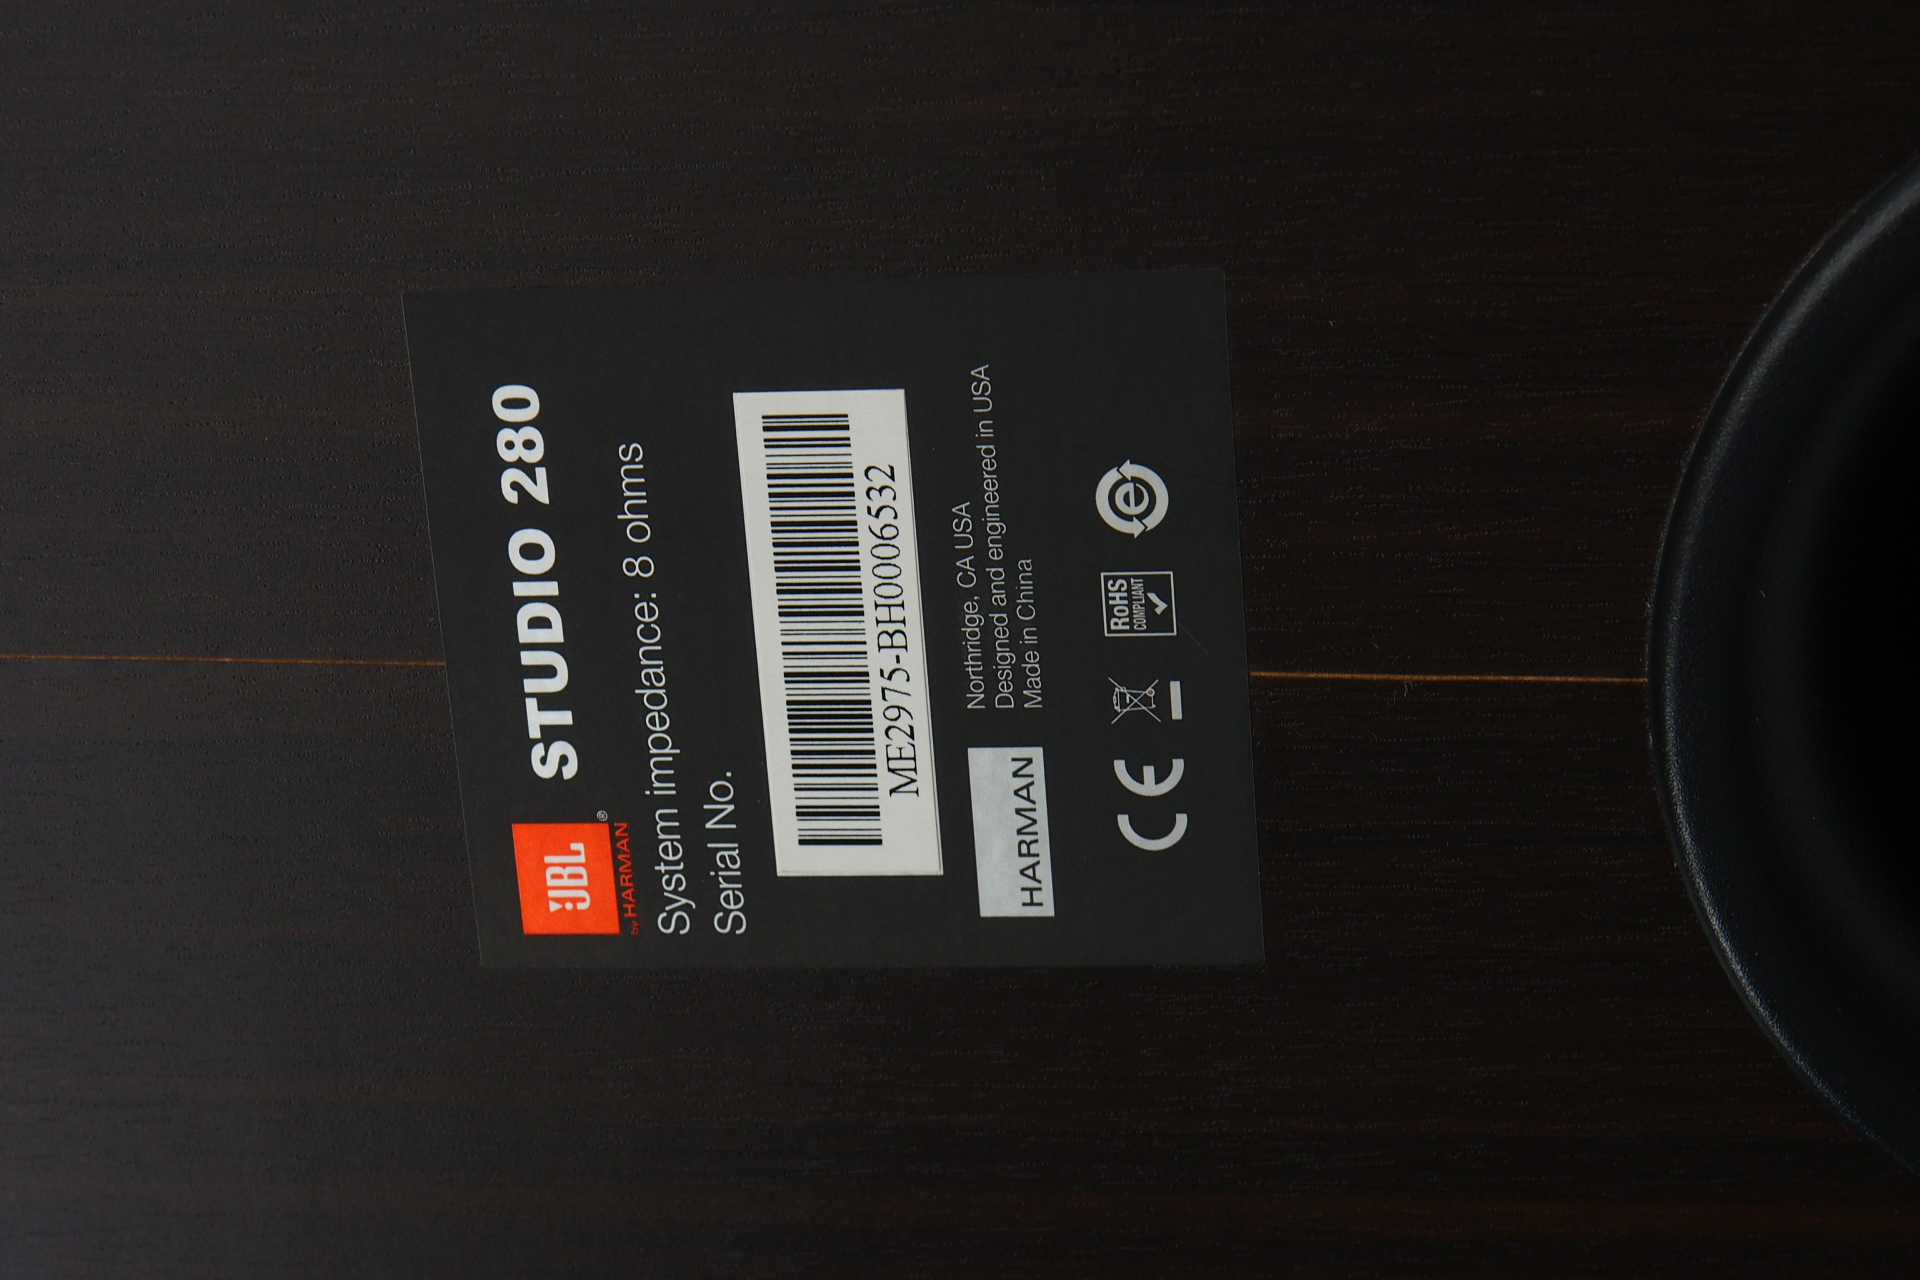 JBL®
by HARMAN
STUDIO 280
System impedance: 8 ohms
Serial No.
ME2975-BH0006532
HARMAN
Northridge, CA USA
Designed and engineered in USA
Made in China
CE
RoHS
COMPLIANT
e